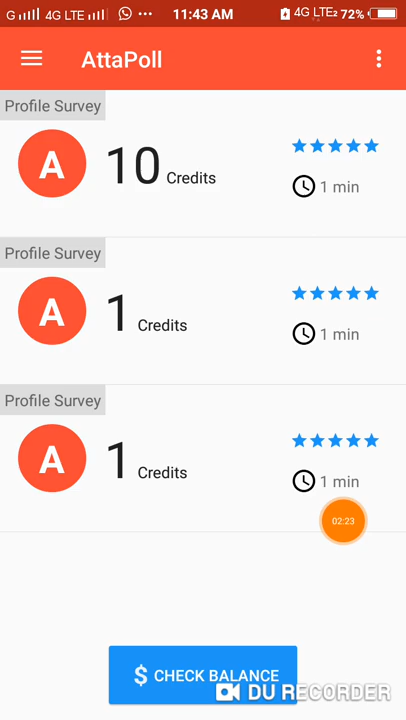 G 4G LTE 11:43 AM 4G LTE2 72%
AttaPoll
Profile Survey
A 10 Credits
1 min
Profile Survey
A 1 Credits
1 min
Profile Survey
A 1 Credits
1 min
02:23
$ CHECK BALANCE
DU RECORDER